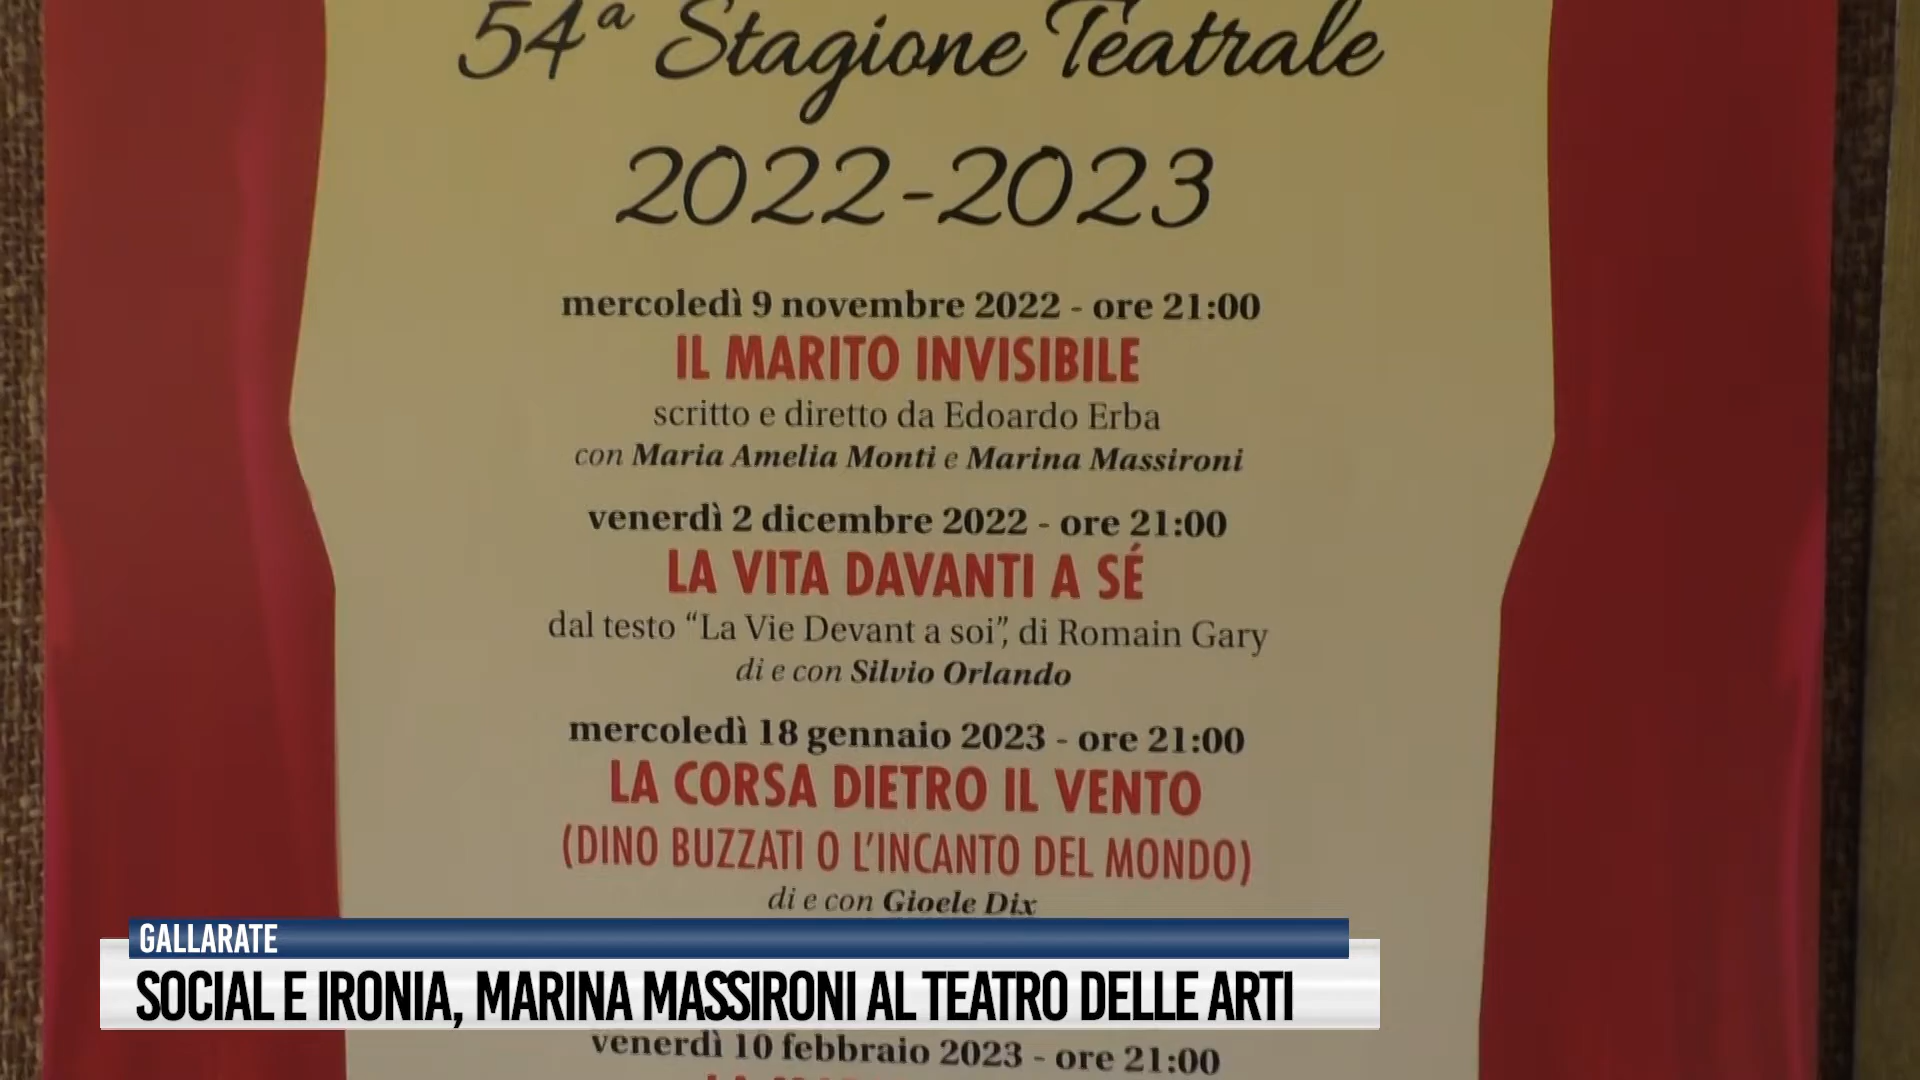 54ª Stagione Teatrale
2022-2023
mercoledì 9 novembre 2022 - ore 21:00
IL MARITO INVISIBILE
scritto e diretto da Edoardo Erba
con Maria Amelia Monti e Marina Massironi
venerdì 2 dicembre 2022 - ore 21:00
LA VITA DAVANTI A SÉ
dal testo “La Vie Devant a soi”, di Romain Gary
di e con Silvio Orlando
mercoledì 18 gennaio 2023 - ore 21:00
LA CORSA DIETRO IL VENTO
(DINO BUZZATI O L’INCANTO DEL MONDO)
di e con Gioele Dix
GALLARATE
SOCIAL E IRONIA, MARINA MASSIRONI AL TEATRO DELLE ARTI
venerdì 10 febbraio 2023 - ore 21:00